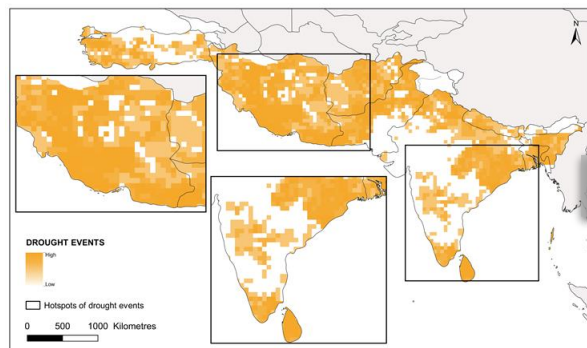 N
DROUGHT EVENTS
High
Low
Hotspots of drought events
0 500 1000 Kilometres